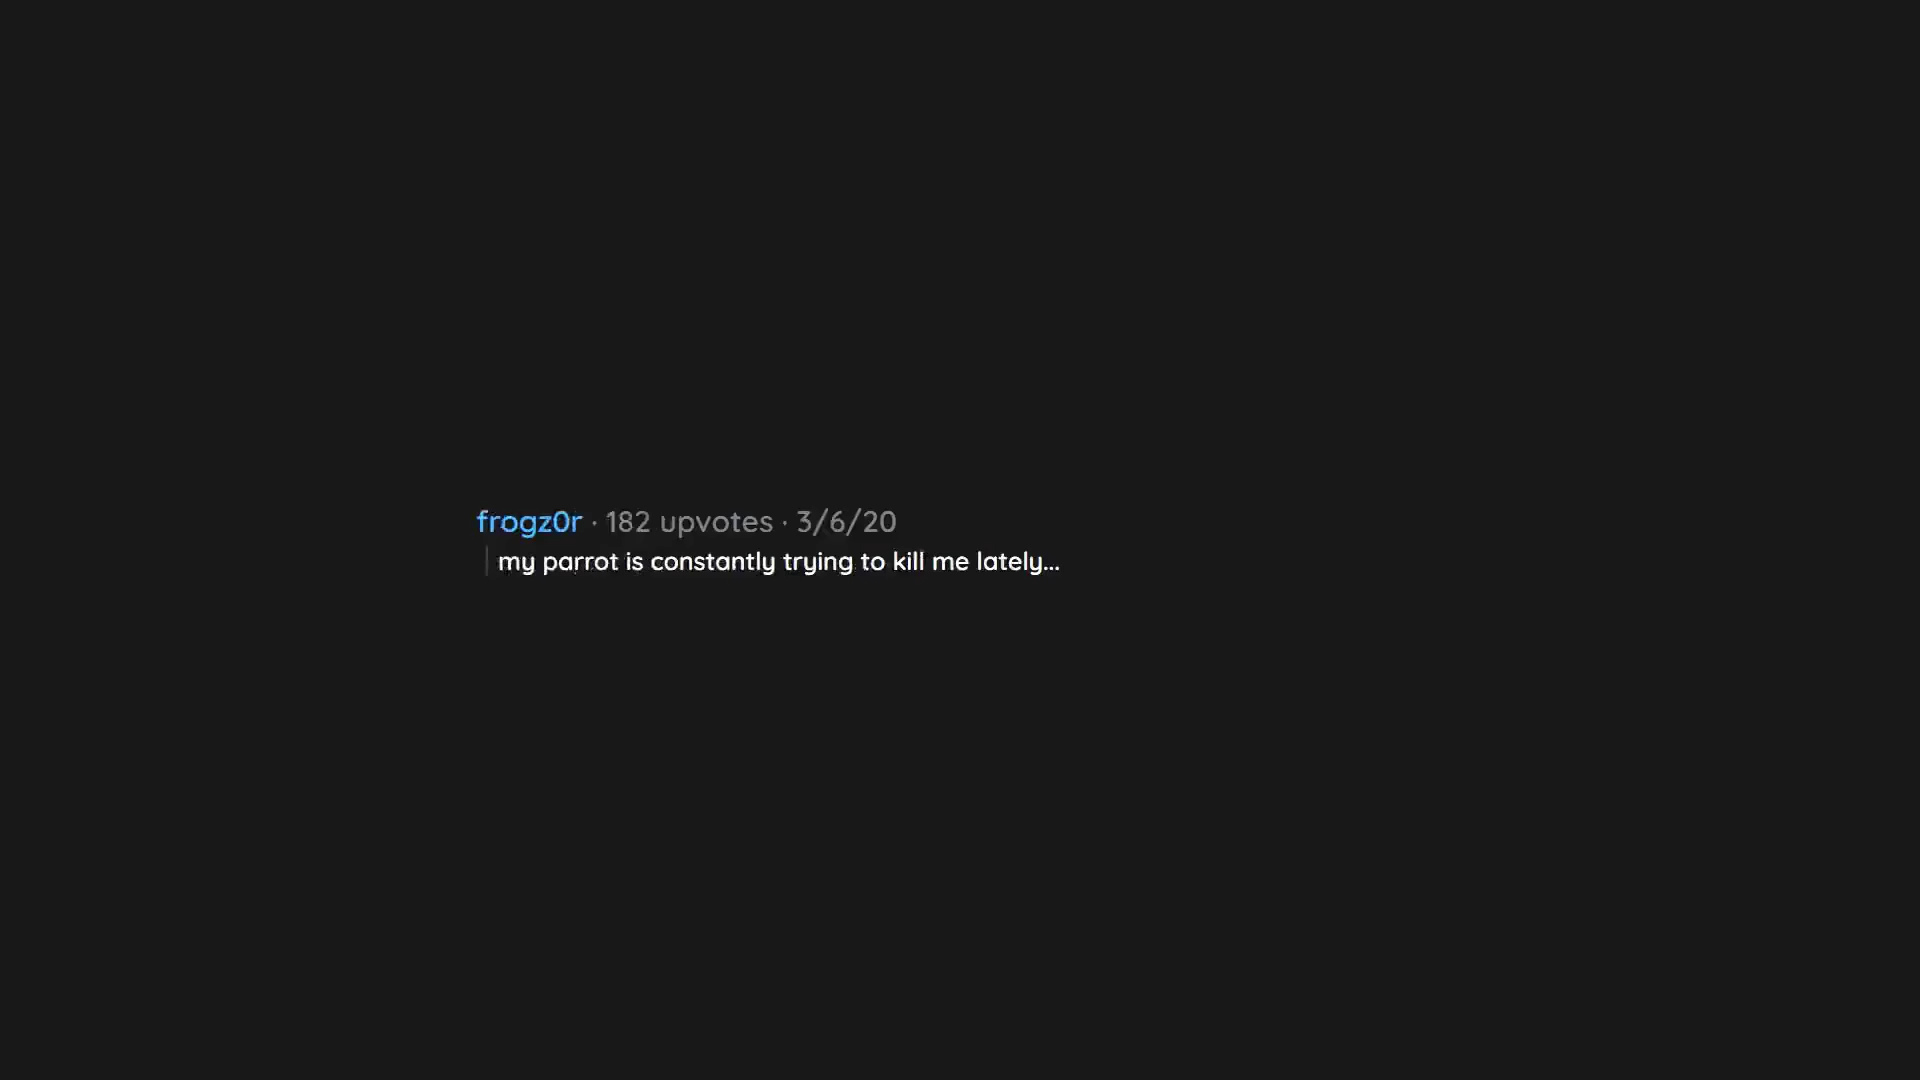 frogz0r · 182 upvotes · 3/6/20
my parrot is constantly trying to kill me lately...